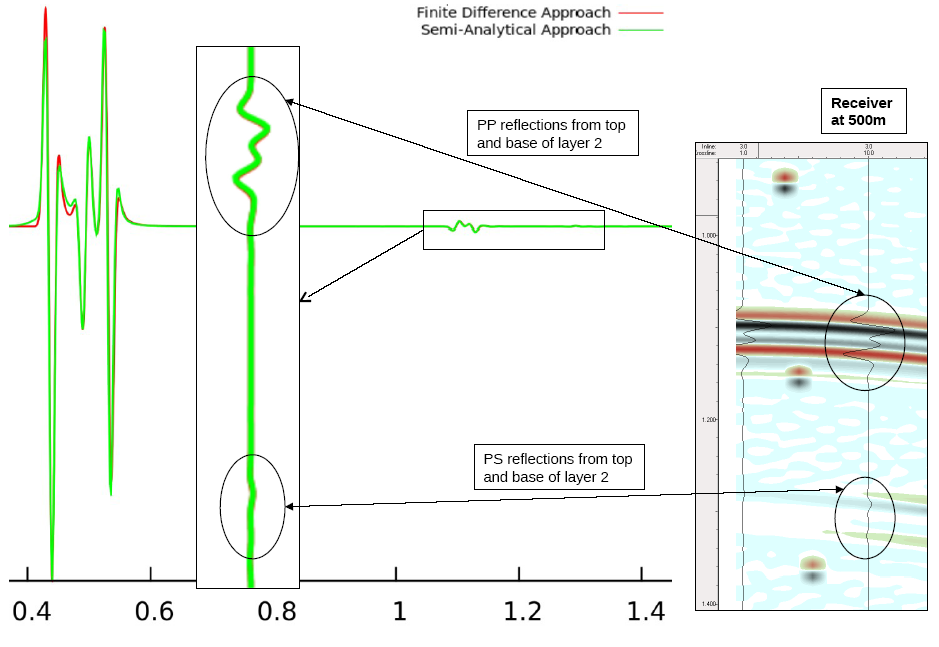 Finite Difference Approach
Semi-Analytical Approach
Receiver
at 500m
PP reflections from top
and base of layer 2
Inline: 3.0 3.0
1.0 10.0
1.000
1.200
PS reflections from top
and base of layer 2
1.400
0.4 0.6 0.8 1 1.2 1.4